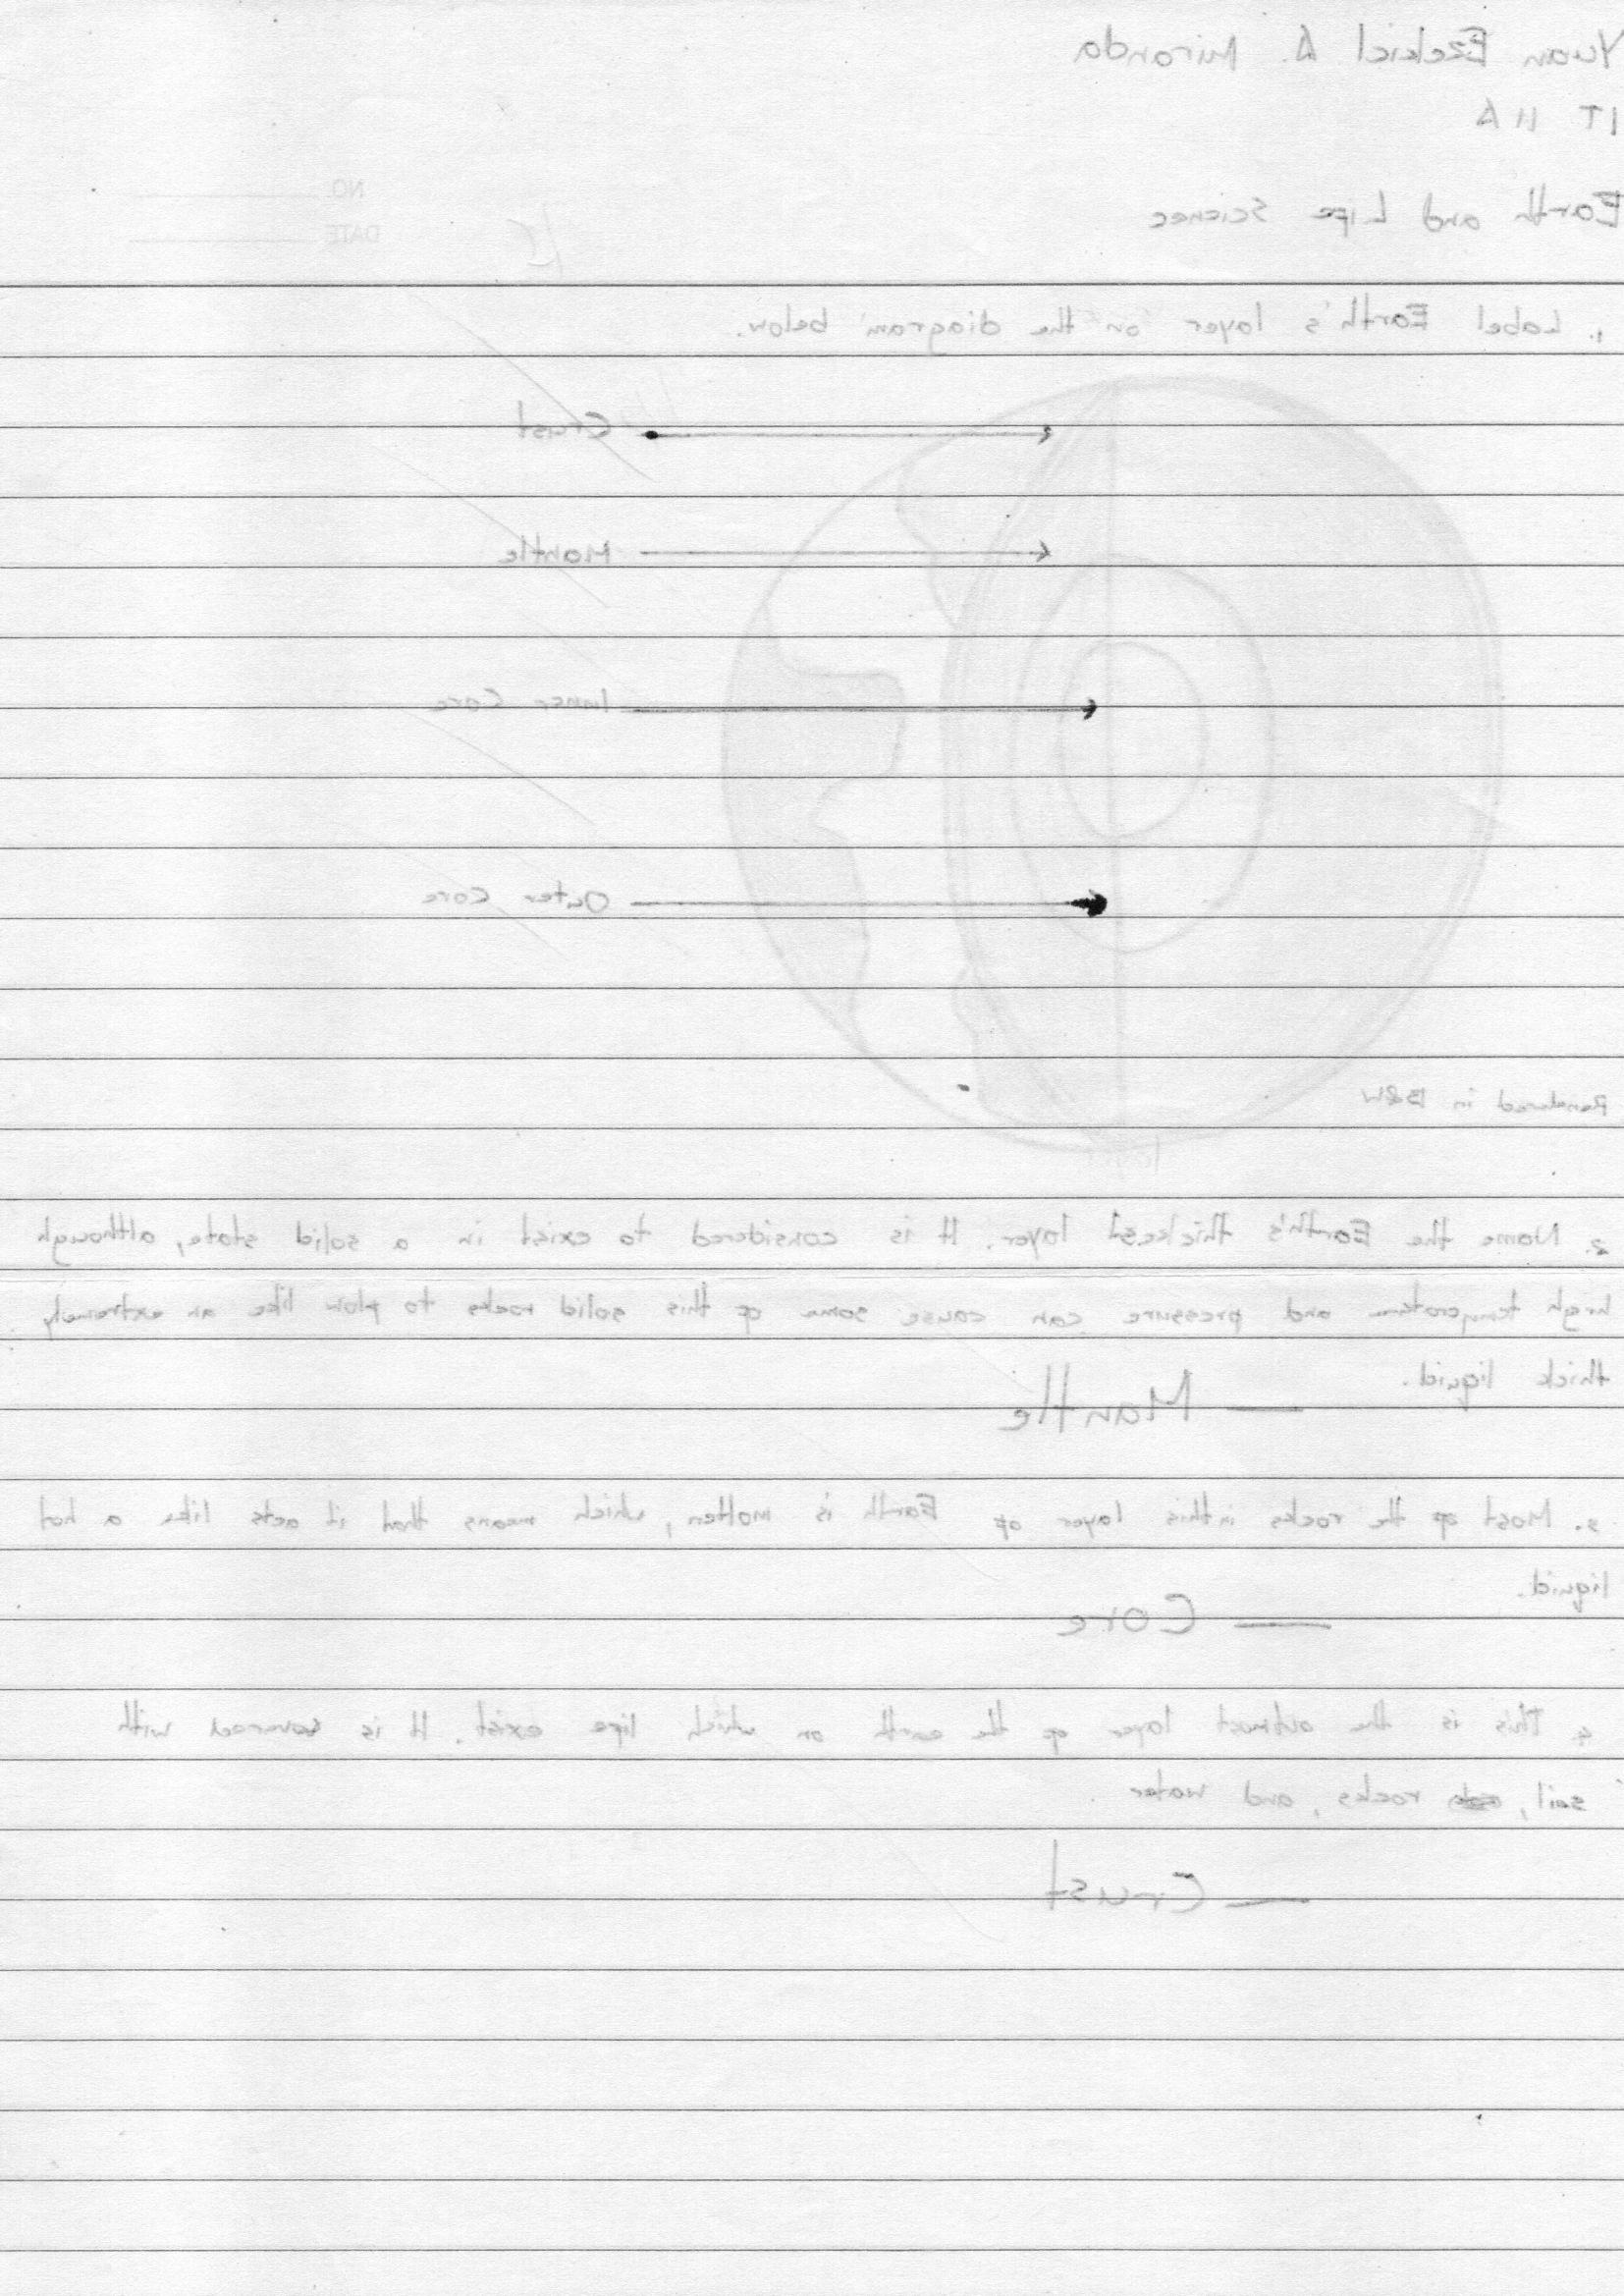 Yuan Ezekiel A. Miranda
IT 11A
Earth and Life Science
NO.
DATE
1. Label Earth's layer on the diagram below.
Crust
Mantle
Inner Core
Outer Core
Rendered in B&W
2. Name the Earth's thickest layer. It is considered to exist in a solid state, although
high temperature and pressure can cause some of this solid rocks to flow like an extremely
thick liquid.
— Mantle
3. Most of the rocks in this layer of Earth is molten, which means that it acts like a hot
liquid.
— Core
4. This is the outmost layer of the earth on which life exist. It is covered with
soil, rocks, and water
— Crust